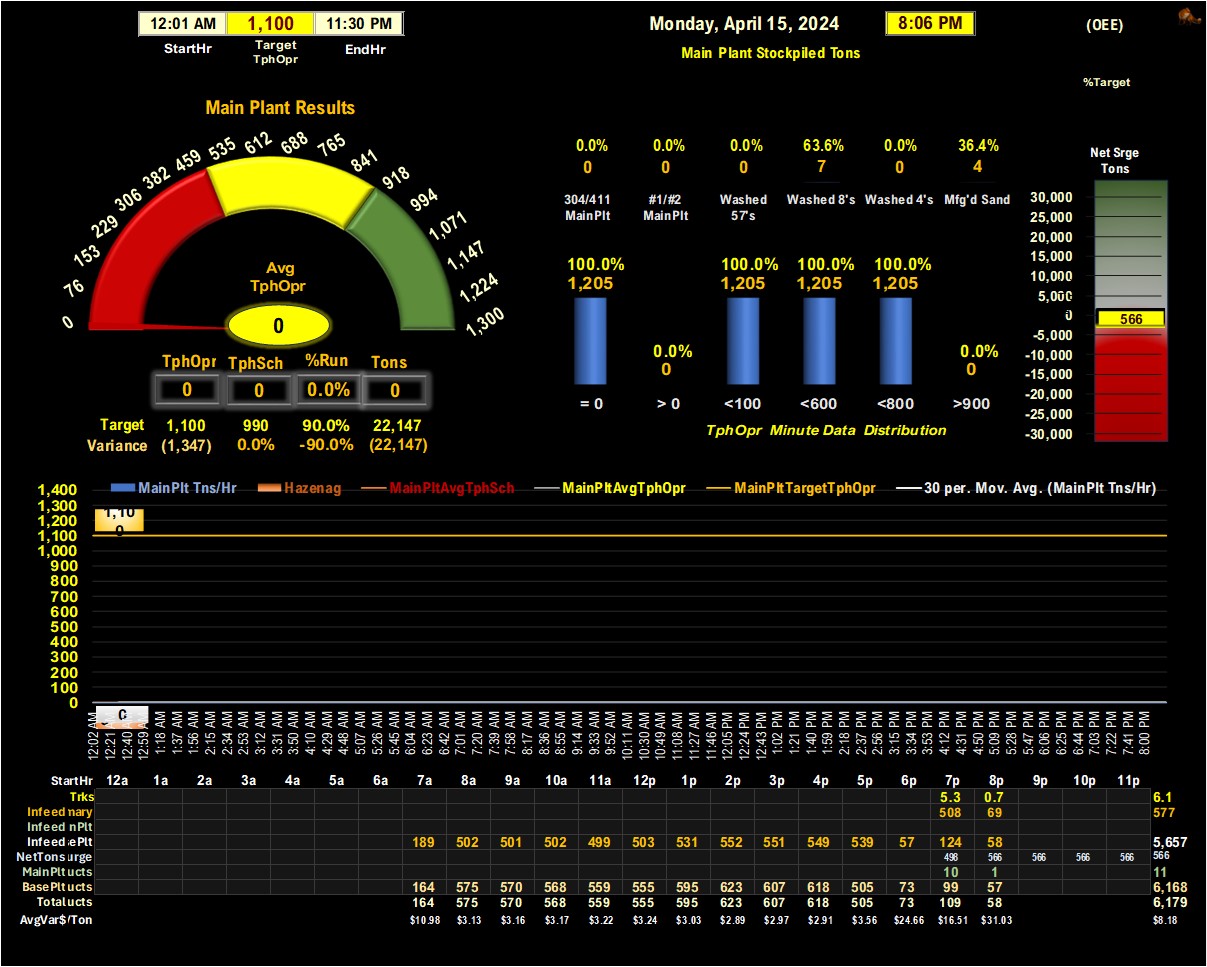 12:01 AM 1,100 11:30 PM
StartHr Target TphOpr EndHr
Monday, April 15, 2024 8:06 PM (OEE)
Main Plant Stockpiled Tons
%Target
Main Plant Results
0 76 153 229 306 382 459 535 612 688 765 841 918 994 1,071 1,147 1,224 1,300
Avg
TphOpr
0
TphOpr TphSch %Run Tons
0 0 0.0% 0
Target 1,100 990 90.0% 22,147
Variance (1,347) 0.0% -90.0% (22,147)
0.0% 0.0% 0.0% 63.6% 0.0% 36.4%
0 0 0 7 0 4
304/411 #1/#2 Washed Washed 8's Washed 4's Mfg'd Sand
MainPlt MainPlt 57's
100.0% 100.0% 100.0% 100.0%
1,205 1,205 1,205 1,205
0.0% 0.0%
0 0
= 0 > 0 <100 <600 <800 >900
TphOpr Minute Data Distribution
Net Srge
Tons
30,000
25,000
20,000
15,000
10,000
5,000
0
566
-5,000
-10,000
-15,000
-20,000
-25,000
-30,000
MainPlt Tns/Hr Hazenag MainPltAvgTphSch MainPltAvgTphOpr MainPltTargetTphOpr 30 per. Mov. Avg. (MainPlt Tns/Hr)
1,400
1,300
1,200
1,100
1,000
900
800
700
600
500
400
300
200
100
0
1,10
0
0
12:02 AM 12:21 AM 12:40 AM 12:59 AM 1:18 AM 1:37 AM 1:56 AM 2:15 AM 2:34 AM 2:53 AM 3:12 AM 3:31 AM 3:50 AM 4:10 AM 4:29 AM 4:48 AM 5:07 AM 5:26 AM 5:45 AM 6:04 AM 6:23 AM 6:42 AM 7:01 AM 7:20 AM 7:39 AM 7:58 AM 8:17 AM 8:36 AM 8:55 AM 9:14 AM 9:33 AM 9:52 AM 10:11 AM 10:30 AM 10:49 AM 11:08 AM 11:27 AM 11:46 AM 12:05 PM 12:24 PM 12:43 PM 1:02 PM 1:21 PM 1:40 PM 1:59 PM 2:18 PM 2:37 PM 2:56 PM 3:15 PM 3:34 PM 3:53 PM 4:12 PM 4:31 PM 4:50 PM 5:09 PM 5:28 PM 5:47 PM 6:06 PM 6:25 PM 6:44 PM 7:03 PM 7:22 PM 7:41 PM 8:00 PM
StartHr 12a 1a 2a 3a 4a 5a 6a 7a 8a 9a 10a 11a 12p 1p 2p 3p 4p 5p 6p 7p 8p 9p 10p 11p
Trks 5.3 0.7 6.1
Infeed mary 508 69 577
Infeed nPlt
Infeed ePlt 189 502 501 502 499 503 531 552 551 549 539 57 124 58 5,657
NetTons urge 498 566 566 566 566 566
MainPlt ucts 10 1 11
BasePlt ucts 164 575 570 568 559 555 595 623 607 618 505 73 99 57 6,168
Total ucts 164 575 570 568 559 555 595 623 607 618 505 73 109 58 6,179
AvgVar$/Ton $10.98 $3.13 $3.16 $3.17 $3.22 $3.24 $3.03 $2.89 $2.97 $2.91 $3.56 $24.66 $16.51 $31.03 $8.18